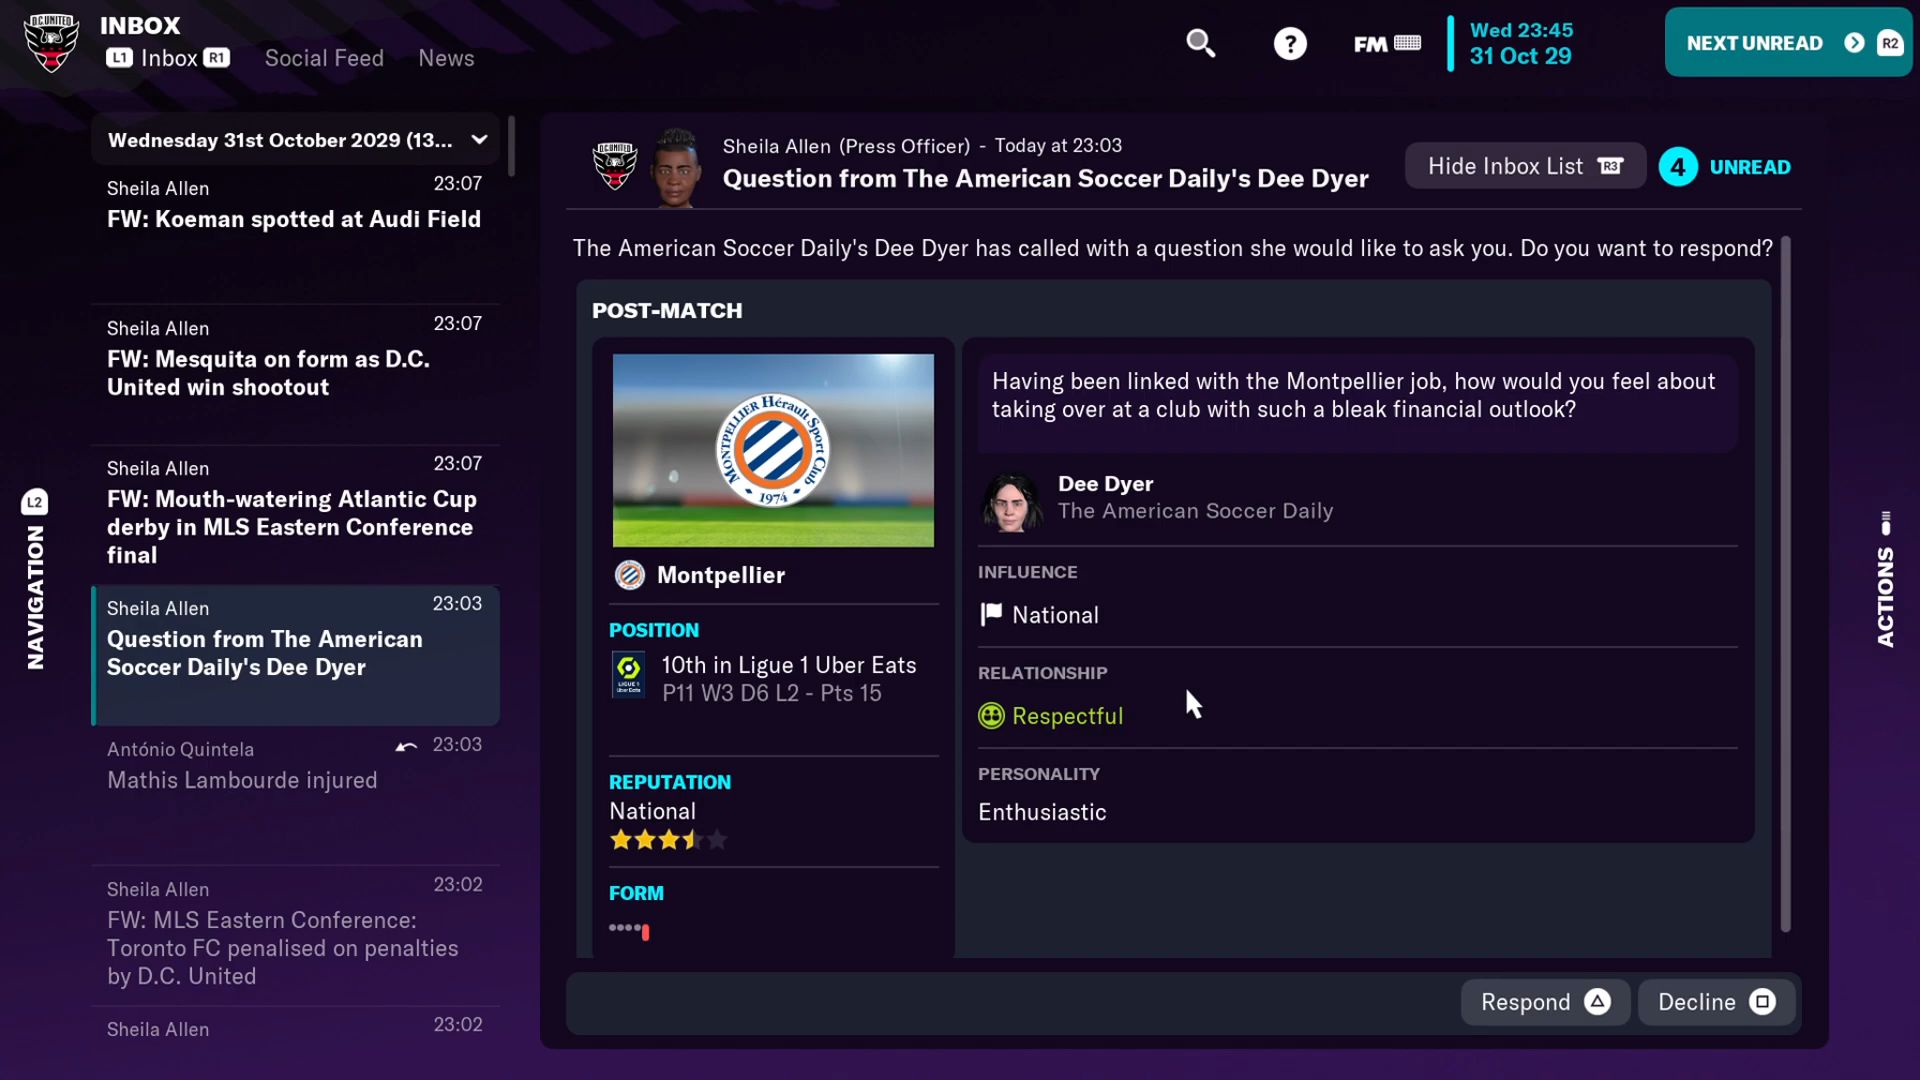 D.C.UNITED
INBOX
L1 Inbox R1
Social Feed
News
?
FM
Wed 23:45
31 Oct 29
NEXT UNREAD R2
Wednesday 31st October 2029 (13...
Sheila Allen 23:07
FW: Koeman spotted at Audi Field
Sheila Allen 23:07
FW: Mesquita on form as D.C.
United win shootout
Sheila Allen 23:07
FW: Mouth-watering Atlantic Cup
derby in MLS Eastern Conference
final
Sheila Allen 23:03
Question from The American
Soccer Daily's Dee Dyer
António Quintela 23:03
Mathis Lambourde injured
Sheila Allen 23:02
FW: MLS Eastern Conference:
Toronto FC penalised on penalties
by D.C. United
Sheila Allen 23:02
L2
NAVIGATION
D.C.UNITED
Sheila Allen (Press Officer) - Today at 23:03
Question from The American Soccer Daily's Dee Dyer
Hide Inbox List R3
4 UNREAD
The American Soccer Daily's Dee Dyer has called with a question she would like to ask you. Do you want to respond?
POST-MATCH
MONTPELLIER Hérault Sport Club
1974
Montpellier
POSITION
LIGUE 1
Uber Eats
10th in Ligue 1 Uber Eats
P11 W3 D6 L2 - Pts 15
REPUTATION
National
FORM
Having been linked with the Montpellier job, how would you feel about
taking over at a club with such a bleak financial outlook?
Dee Dyer
The American Soccer Daily
INFLUENCE
National
RELATIONSHIP
Respectful
PERSONALITY
Enthusiastic
Respond
Decline
ACTIONS